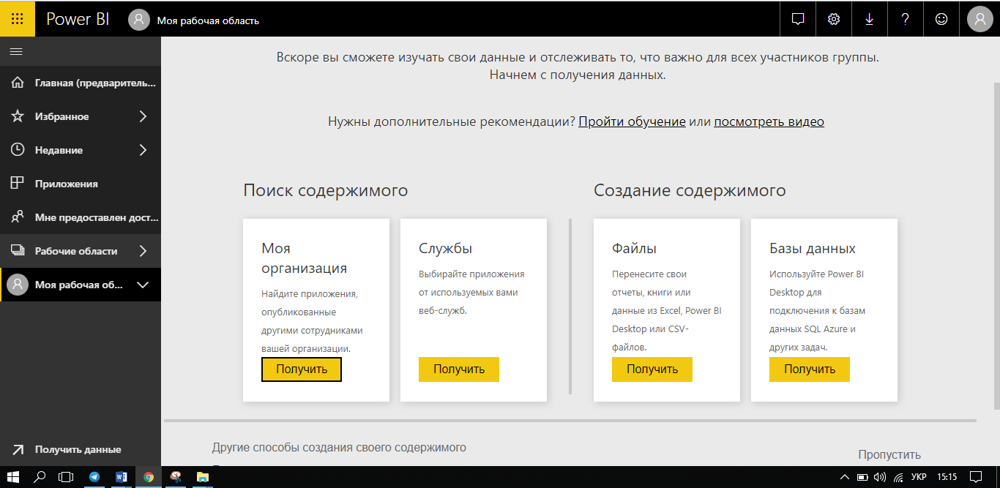 Power BI
Моя рабочая область
Вскоре вы сможете изучать свои данные и отслеживать то, что важно для всех участников группы.
Начнем с получения данных.
Нужны дополнительные рекомендации? Пройти обучение или посмотреть видео
Главная (предваритель...
Избранное
Недавние
Приложения
Мне предоставлен дост...
Рабочие области
Моя рабочая об...
Получить данные
Поиск содержимого
Моя
организация
Найдите приложения,
опубликованные
другими сотрудниками
вашей организации.
Получить
Службы
Выбирайте приложения
от используемых вами
веб-служб.
Получить
Создание содержимого
Файлы
Перенесите свои
отчеты, книги или
данные из Excel, Power BI
Desktop или CSV-
файлов.
Получить
Базы данных
Используйте Power BI
Desktop для
подключения к базам
данных SQL Azure и
других задач.
Получить
Другие способы создания своего содержимого
Пропустить
УКР
15:15